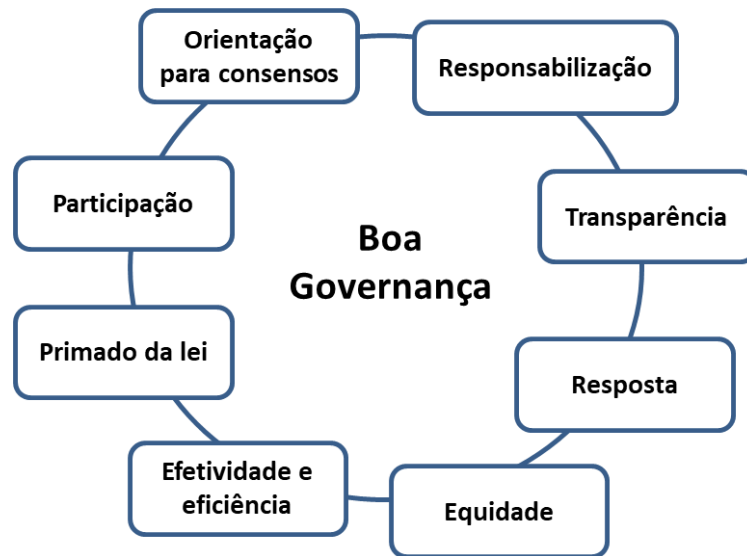 Orientação
para consensos
Responsabilização
Participação
Transparência
Boa
Governança
Primado da lei
Resposta
Efetividade e
eficiência
Equidade